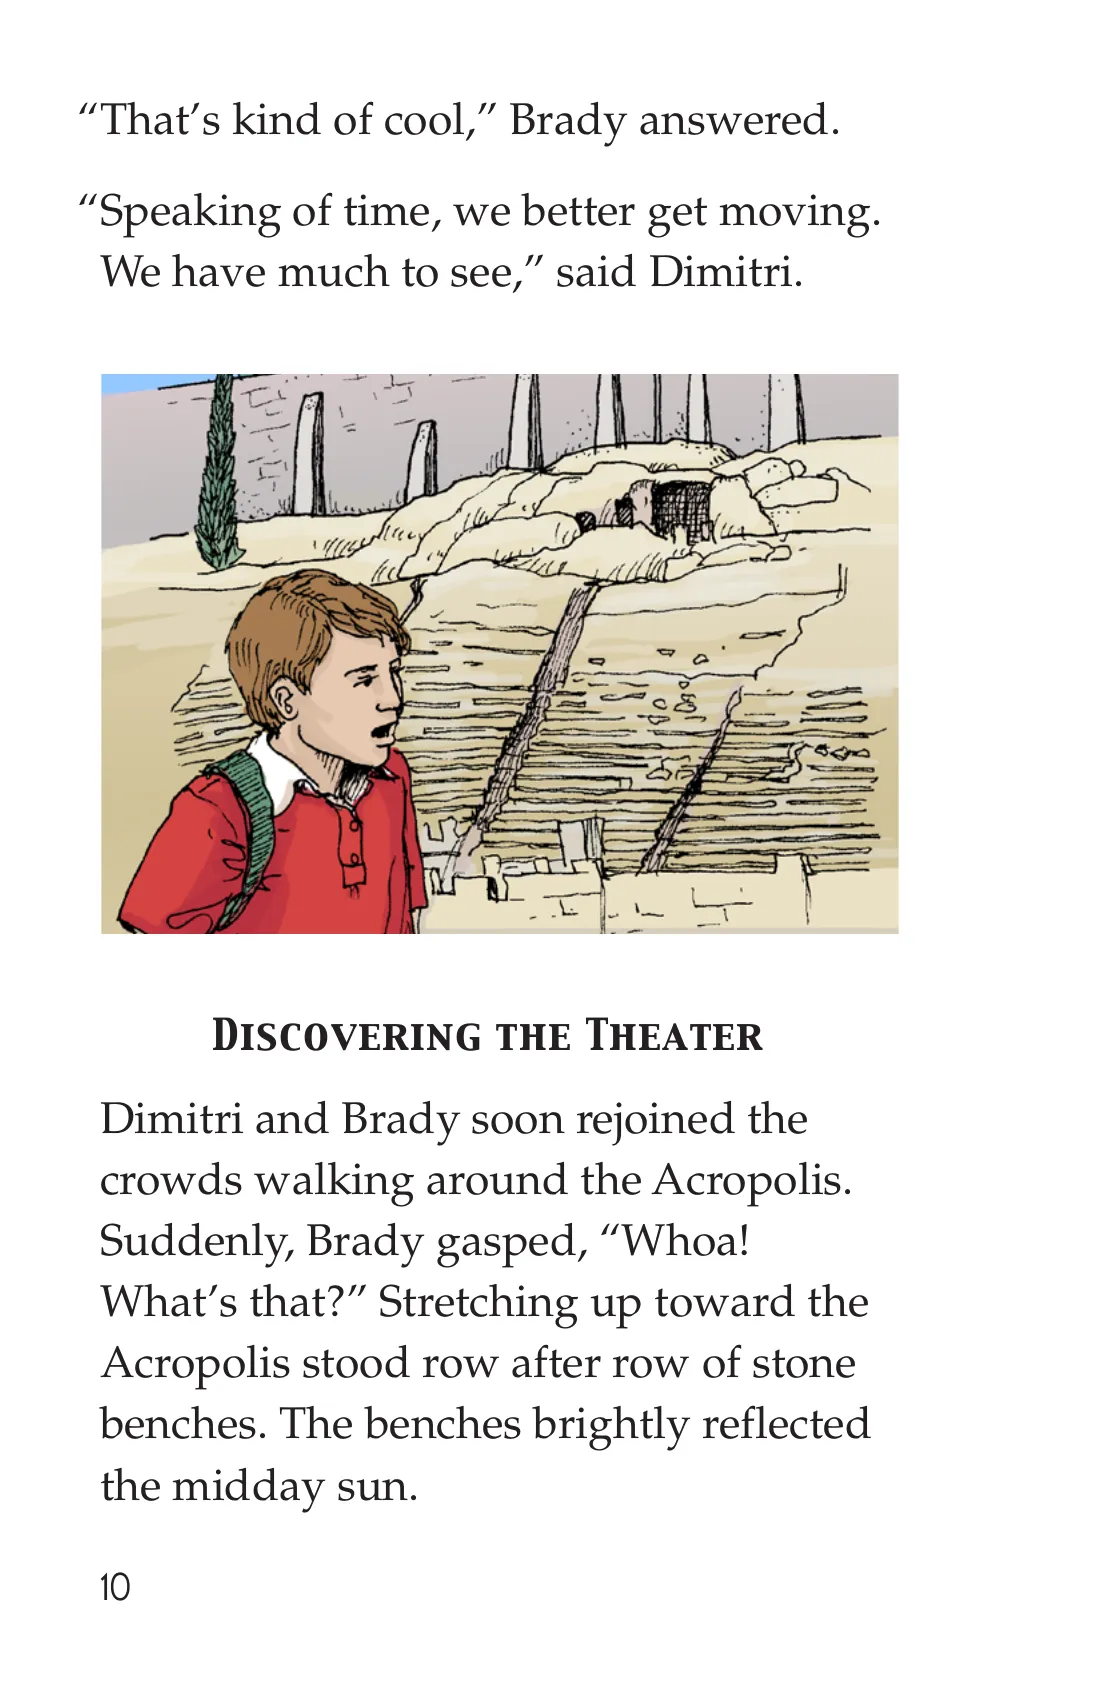 “That’s kind of cool,” Brady answered.
“Speaking of time, we better get moving.
We have much to see,” said Dimitri.
Discovering the Theater
Dimitri and Brady soon rejoined the
crowds walking around the Acropolis.
Suddenly, Brady gasped, “Whoa!
What’s that?” Stretching up toward the
Acropolis stood row after row of stone
benches. The benches brightly reflected
the midday sun.
10